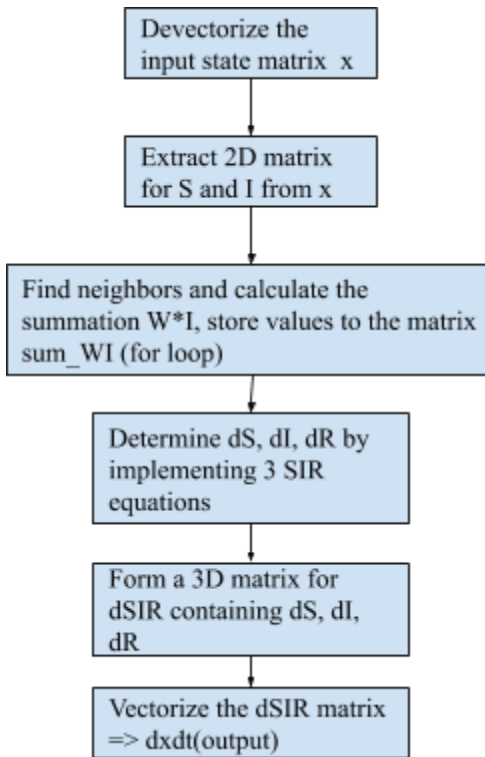 Devectorize the
input state matrix x
Extract 2D matrix
for S and I from x
Find neighbors and calculate the
summation W*I, store values to the matrix
sum_WI (for loop)
Determine dS, dI, dR by
implementing 3 SIR
equations
Form a 3D matrix for
dSIR containing dS, dI,
dR
Vectorize the dSIR matrix
=> dxdt(output)